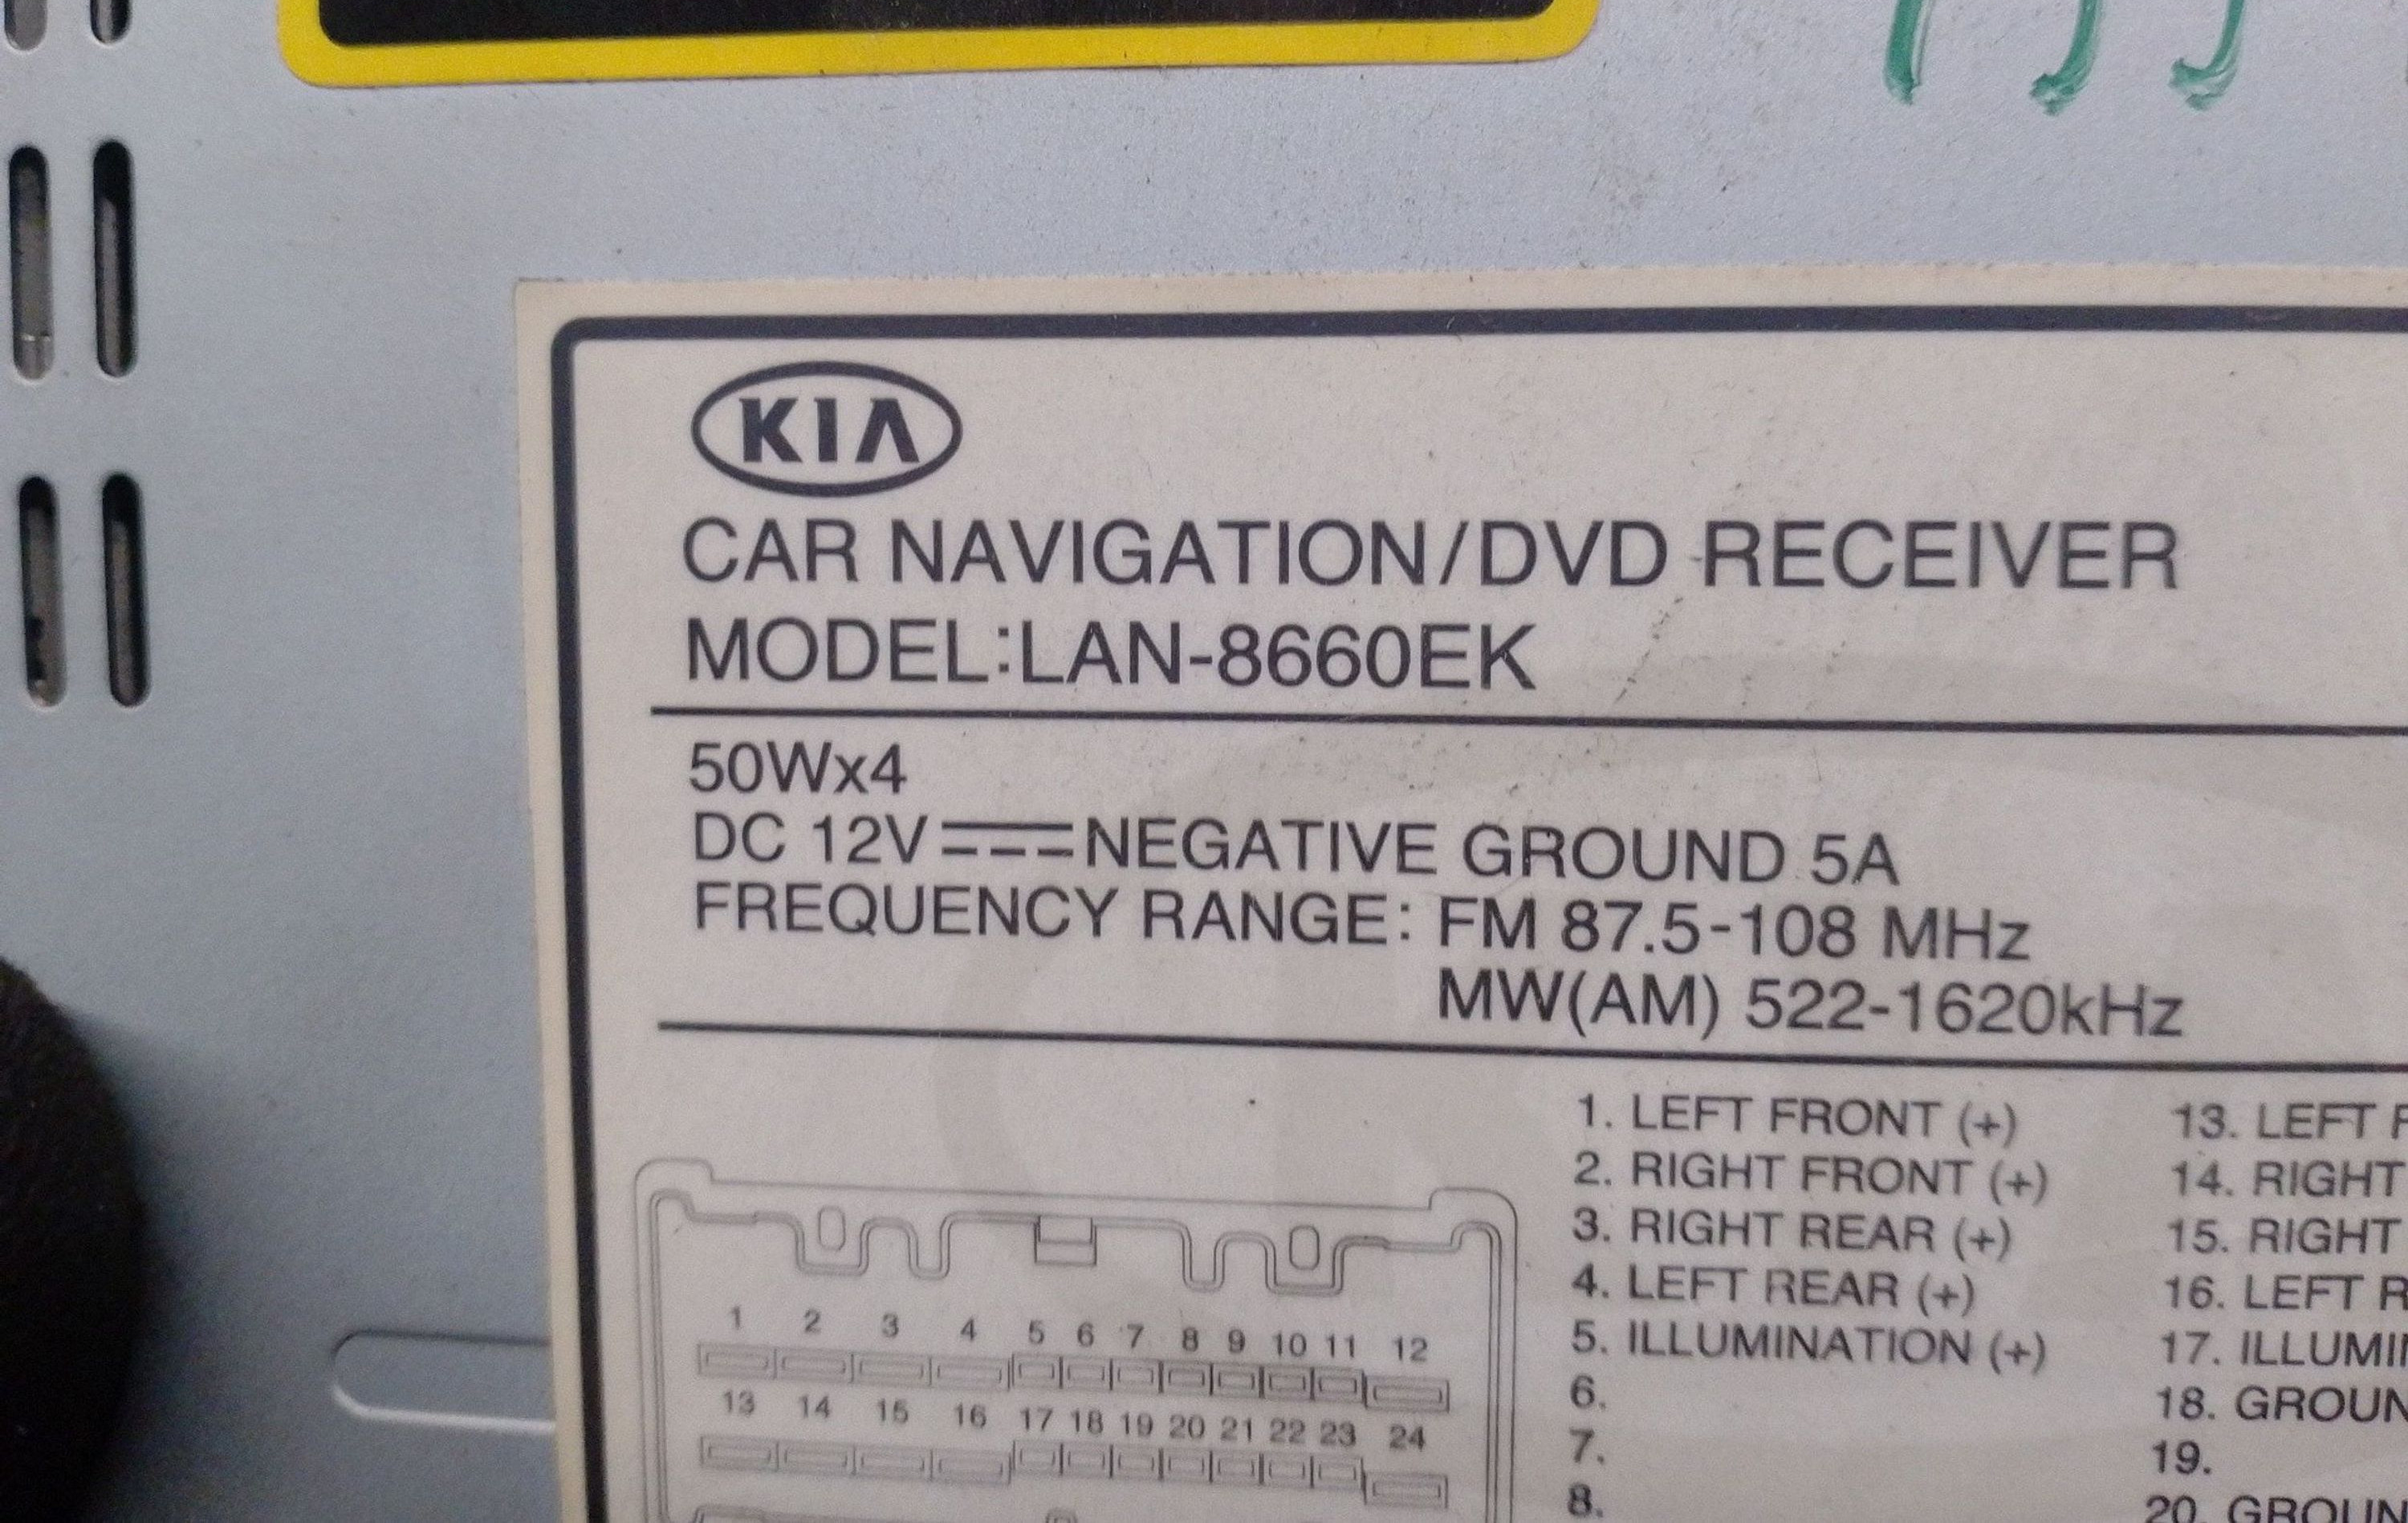 KIA
CAR NAVIGATION/DVD RECEIVER
MODEL:LAN-8660EK
50Wx4
DC 12V⎓NEGATIVE GROUND 5A
FREQUENCY RANGE: FM 87.5-108 MHz
MW(AM) 522-1620kHz
1. LEFT FRONT (+)
2. RIGHT FRONT (+)
3. RIGHT REAR (+)
4. LEFT REAR (+)
5. ILLUMINATION (+)
6.
7.
8.
13. LEFT F
14. RIGHT
15. RIGHT
16. LEFT R
17. ILLUMI
18. GROUN
19.
20. GROUN
1 2 3 4 5 6 7 8 9 10 11 12
13 14 15 16 17 18 19 20 21 22 23 24